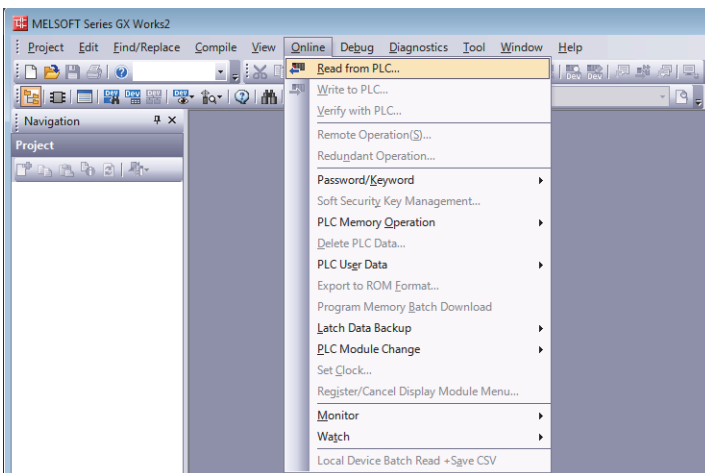 MELSOFT Series GX Works2
Project Edit Find/Replace Compile View Online Debug Diagnostics Tool Window Help
Read from PLC...
Write to PLC...
Verify with PLC...
Remote Operation(S)...
Redundant Operation...
Password/Keyword
Soft Security Key Management...
PLC Memory Operation
Delete PLC Data...
PLC User Data
Export to ROM Format...
Program Memory Batch Download
Latch Data Backup
PLC Module Change
Set Clock...
Register/Cancel Display Module Menu...
Monitor
Watch
Local Device Batch Read +Save CSV
Navigation
Project